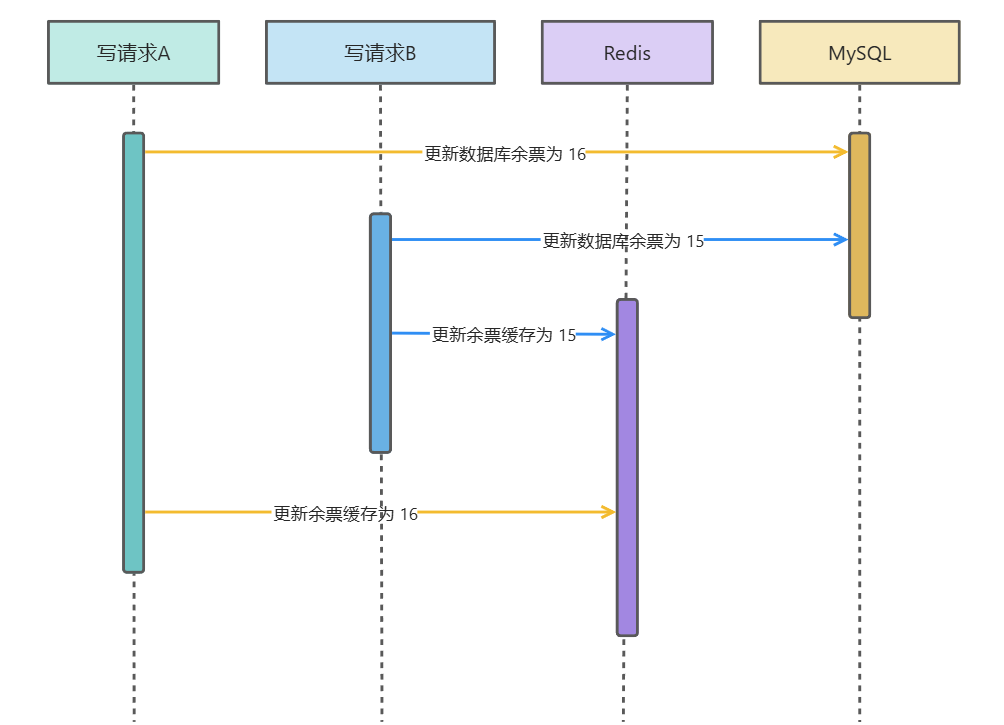 写请求A
写请求B
Redis
MySQL
更新数据库余票为 16
更新数据库余票为 15
更新余票缓存为 15
更新余票缓存为 16